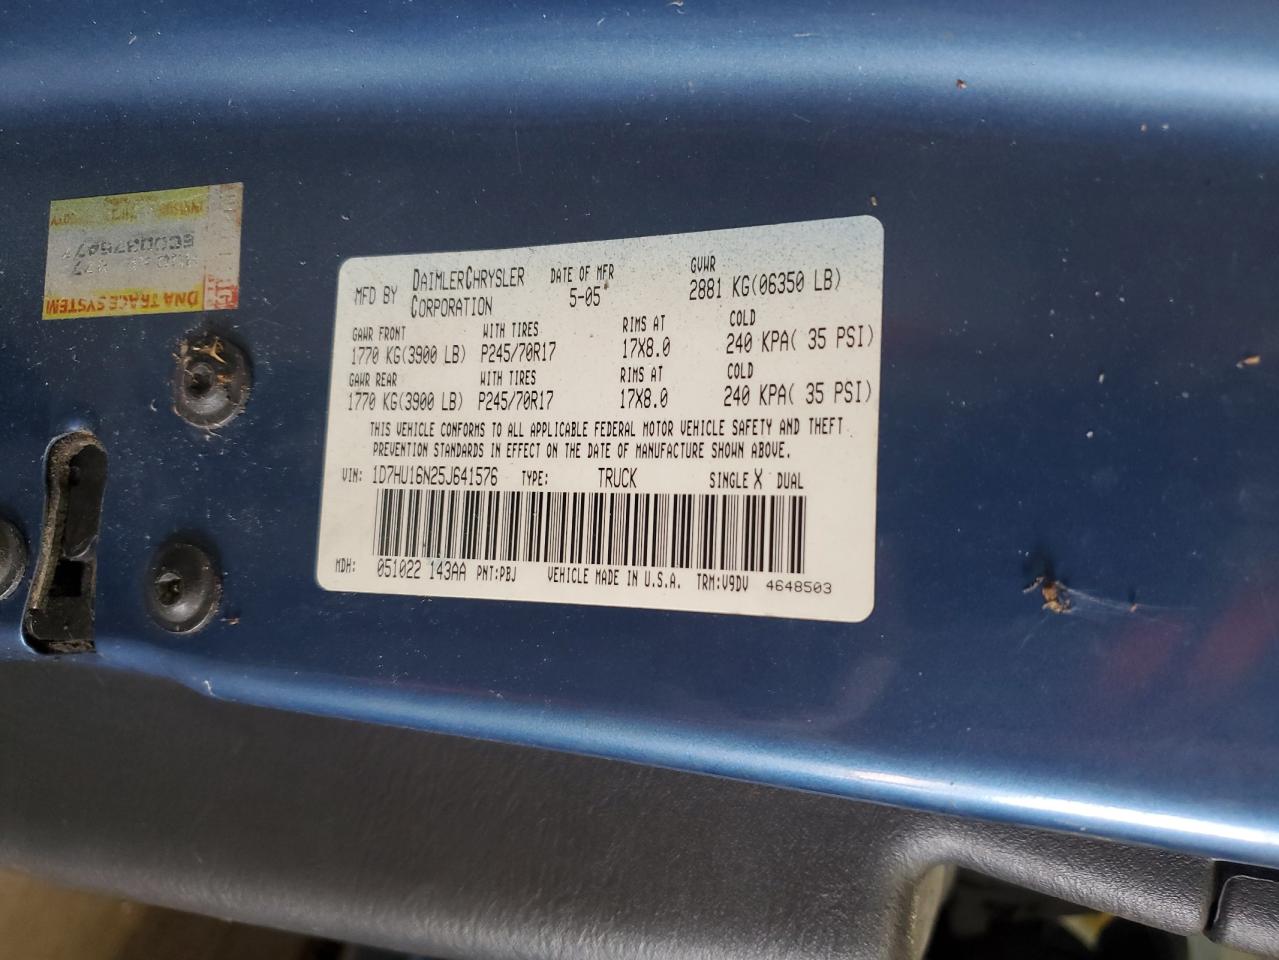 MFD BY DAIMLERCHRYSLER CORPORATION DATE OF MFR 5-05 GVWR 2881 KG(06350 LB)
GAWR FRONT WITH TIRES RIMS AT COLD
1770 KG(3900 LB) P245/70R17 17X8.0 240 KPA( 35 PSI)
GAWR REAR WITH TIRES RIMS AT COLD
1770 KG(3900 LB) P245/70R17 17X8.0 240 KPA( 35 PSI)
THIS VEHICLE CONFORMS TO ALL APPLICABLE FEDERAL MOTOR VEHICLE SAFETY AND THEFT
PREVENTION STANDARDS IN EFFECT ON THE DATE OF MANUFACTURE SHOWN ABOVE.
VIN: 1D7HU16N25J641576 TYPE: TRUCK SINGLE X DUAL
MDH: 051022 143AA PNT:PBJ VEHICLE MADE IN U.S.A. TRM:V9DV 4648503
DNA TRACE SYSTEM